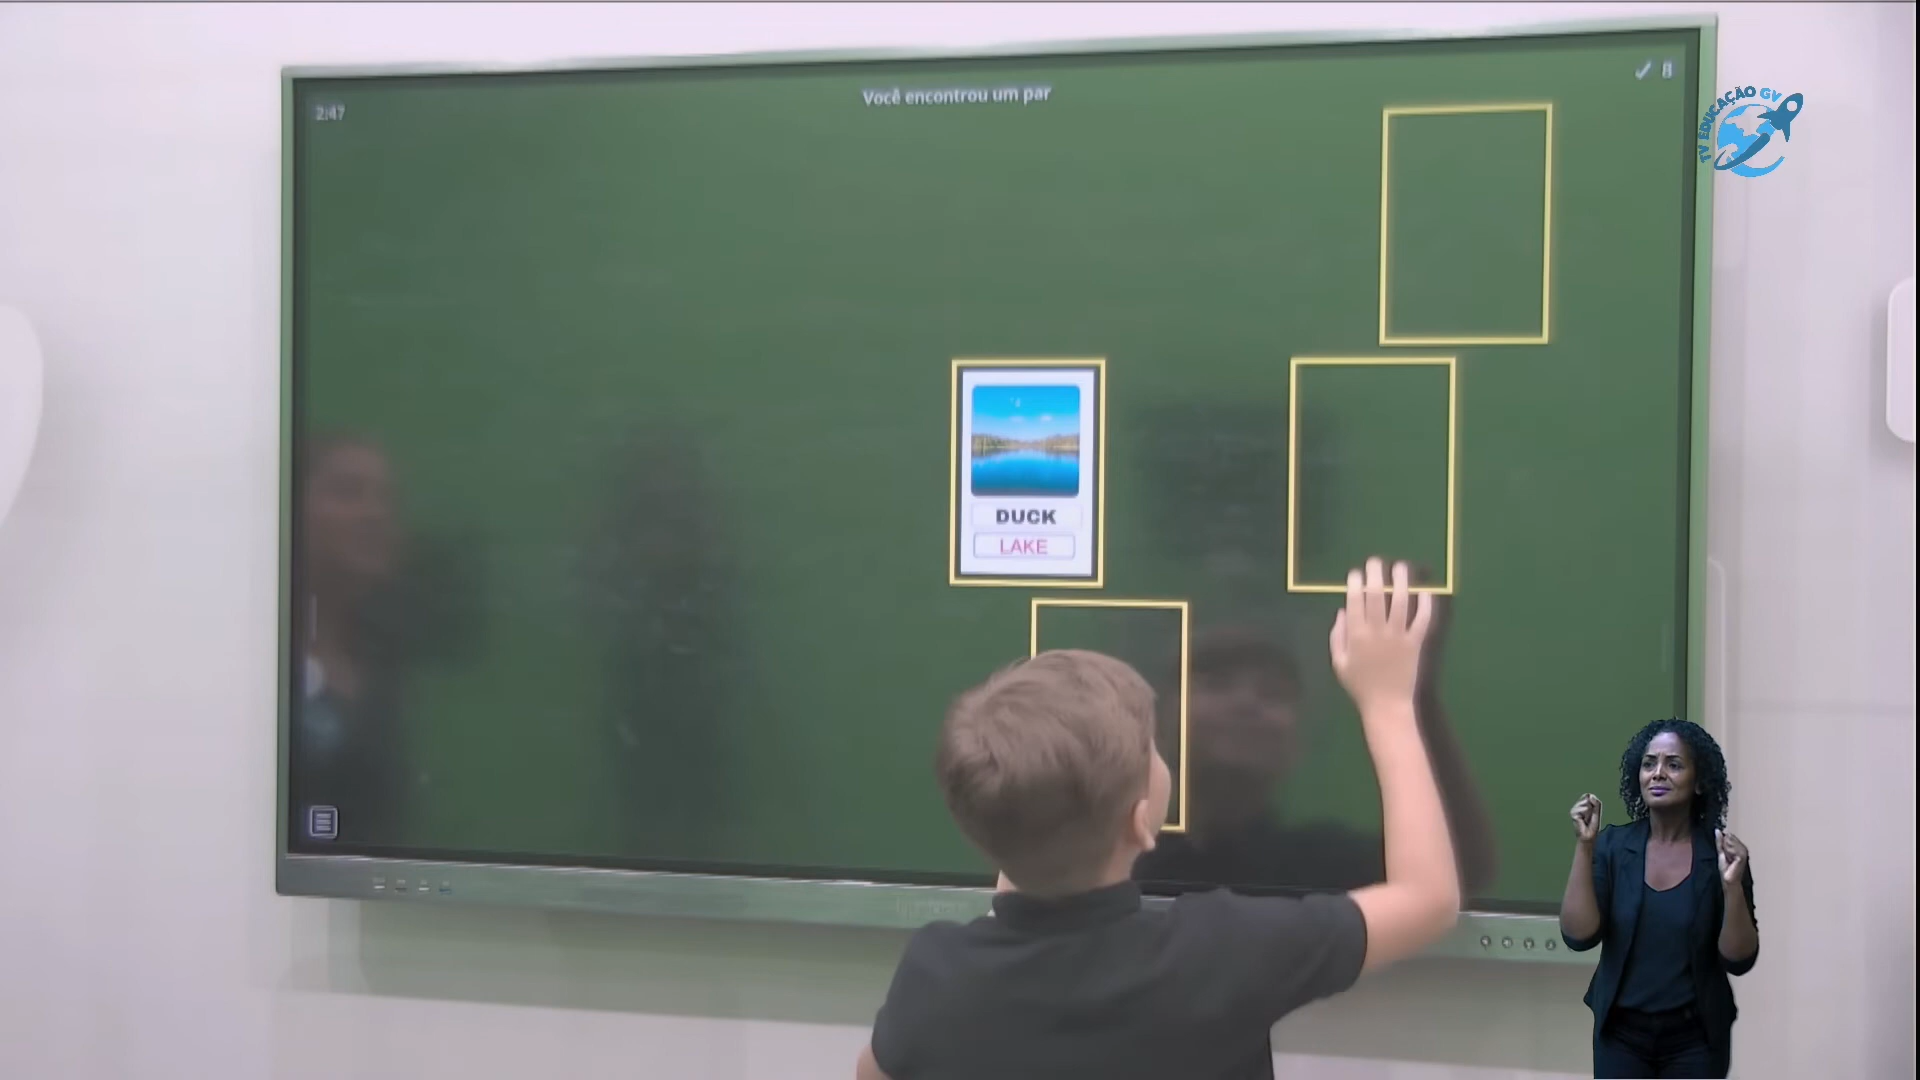 2:47
Você encontrou um par
✓ 8
TV EDUCAÇÃO GV
DUCK
LAKE